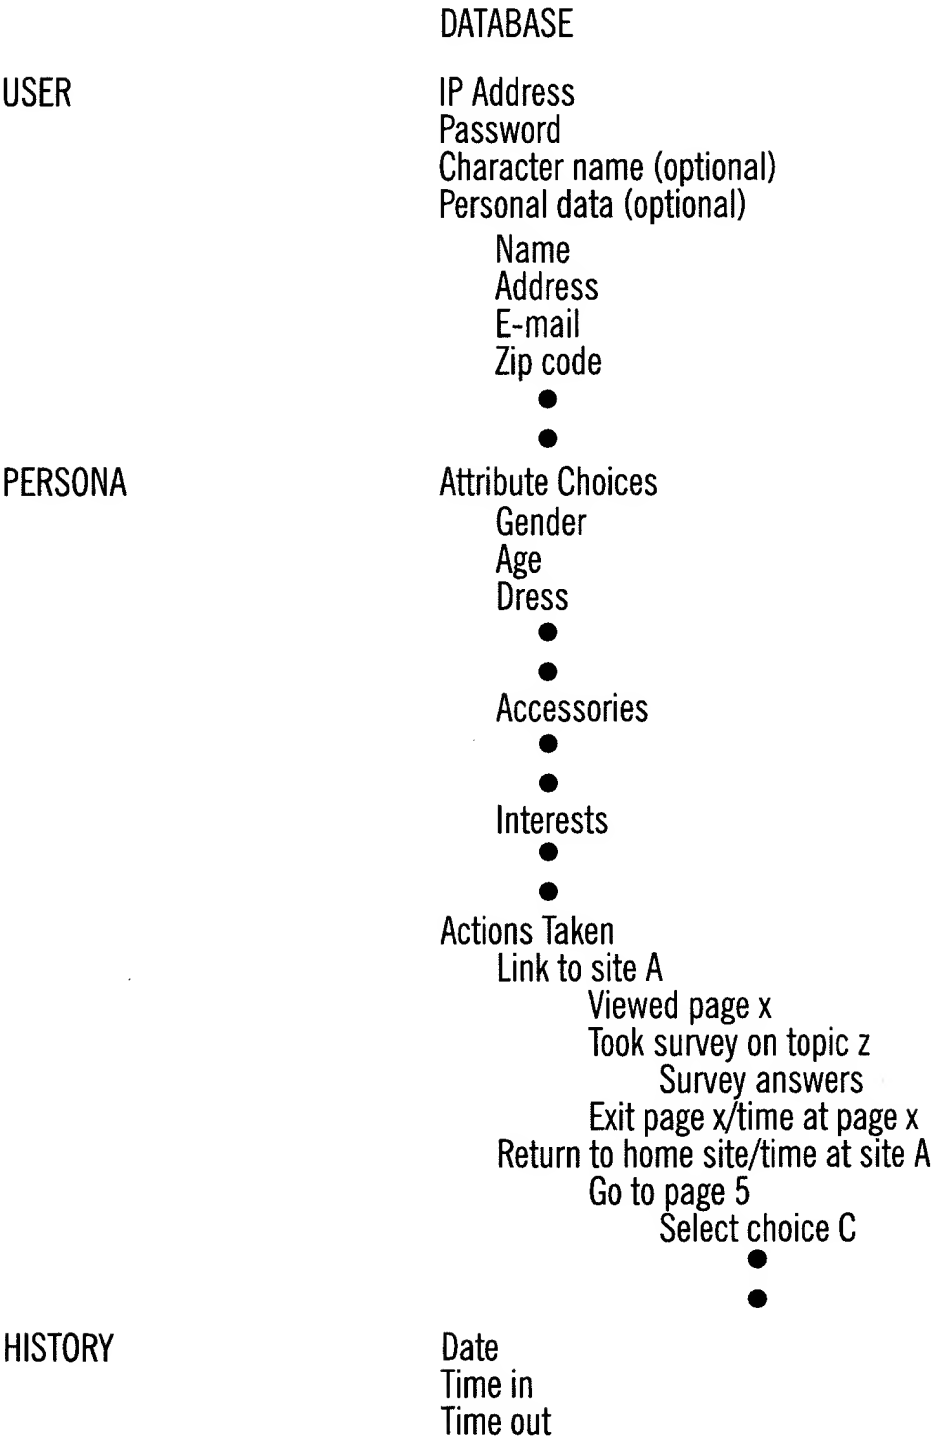 DATABASE
USER IP Address
Password
Character name (optional)
Personal data (optional)
Name
Address
E-mail
Zip code
PERSONA Attribute Choices
Gender
Age
Dress
Accessories
Interests
Actions Taken
Link to site A
Viewed page x
Took survey on topic z
Survey answers
Exit page x/time at page x
Return to home site/time at site A
Go to page 5
Select choice C
HISTORY Date
Time in
Time out